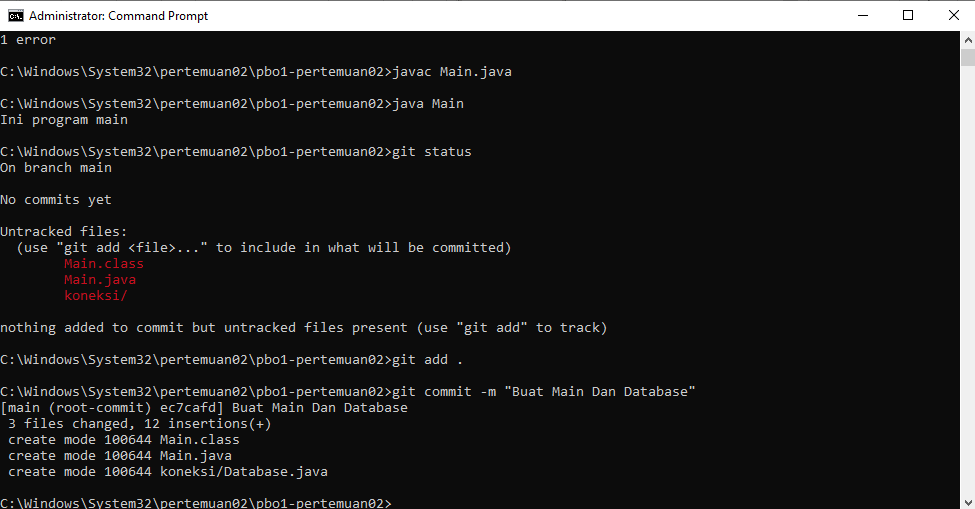 Administrator: Command Prompt
1 error
C:\Windows\System32\pertemuan02\pbo1-pertemuan02>javac Main.java
C:\Windows\System32\pertemuan02\pbo1-pertemuan02>java Main
Ini program main
C:\Windows\System32\pertemuan02\pbo1-pertemuan02>git status
On branch main
No commits yet
Untracked files:
  (use "git add <file>..." to include in what will be committed)
        Main.class
        Main.java
        koneksi/
nothing added to commit but untracked files present (use "git add" to track)
C:\Windows\System32\pertemuan02\pbo1-pertemuan02>git add .
C:\Windows\System32\pertemuan02\pbo1-pertemuan02>git commit -m "Buat Main Dan Database"
[main (root-commit) ec7cafd] Buat Main Dan Database
 3 files changed, 12 insertions(+)
 create mode 100644 Main.class
 create mode 100644 Main.java
 create mode 100644 koneksi/Database.java
C:\Windows\System32\pertemuan02\pbo1-pertemuan02>